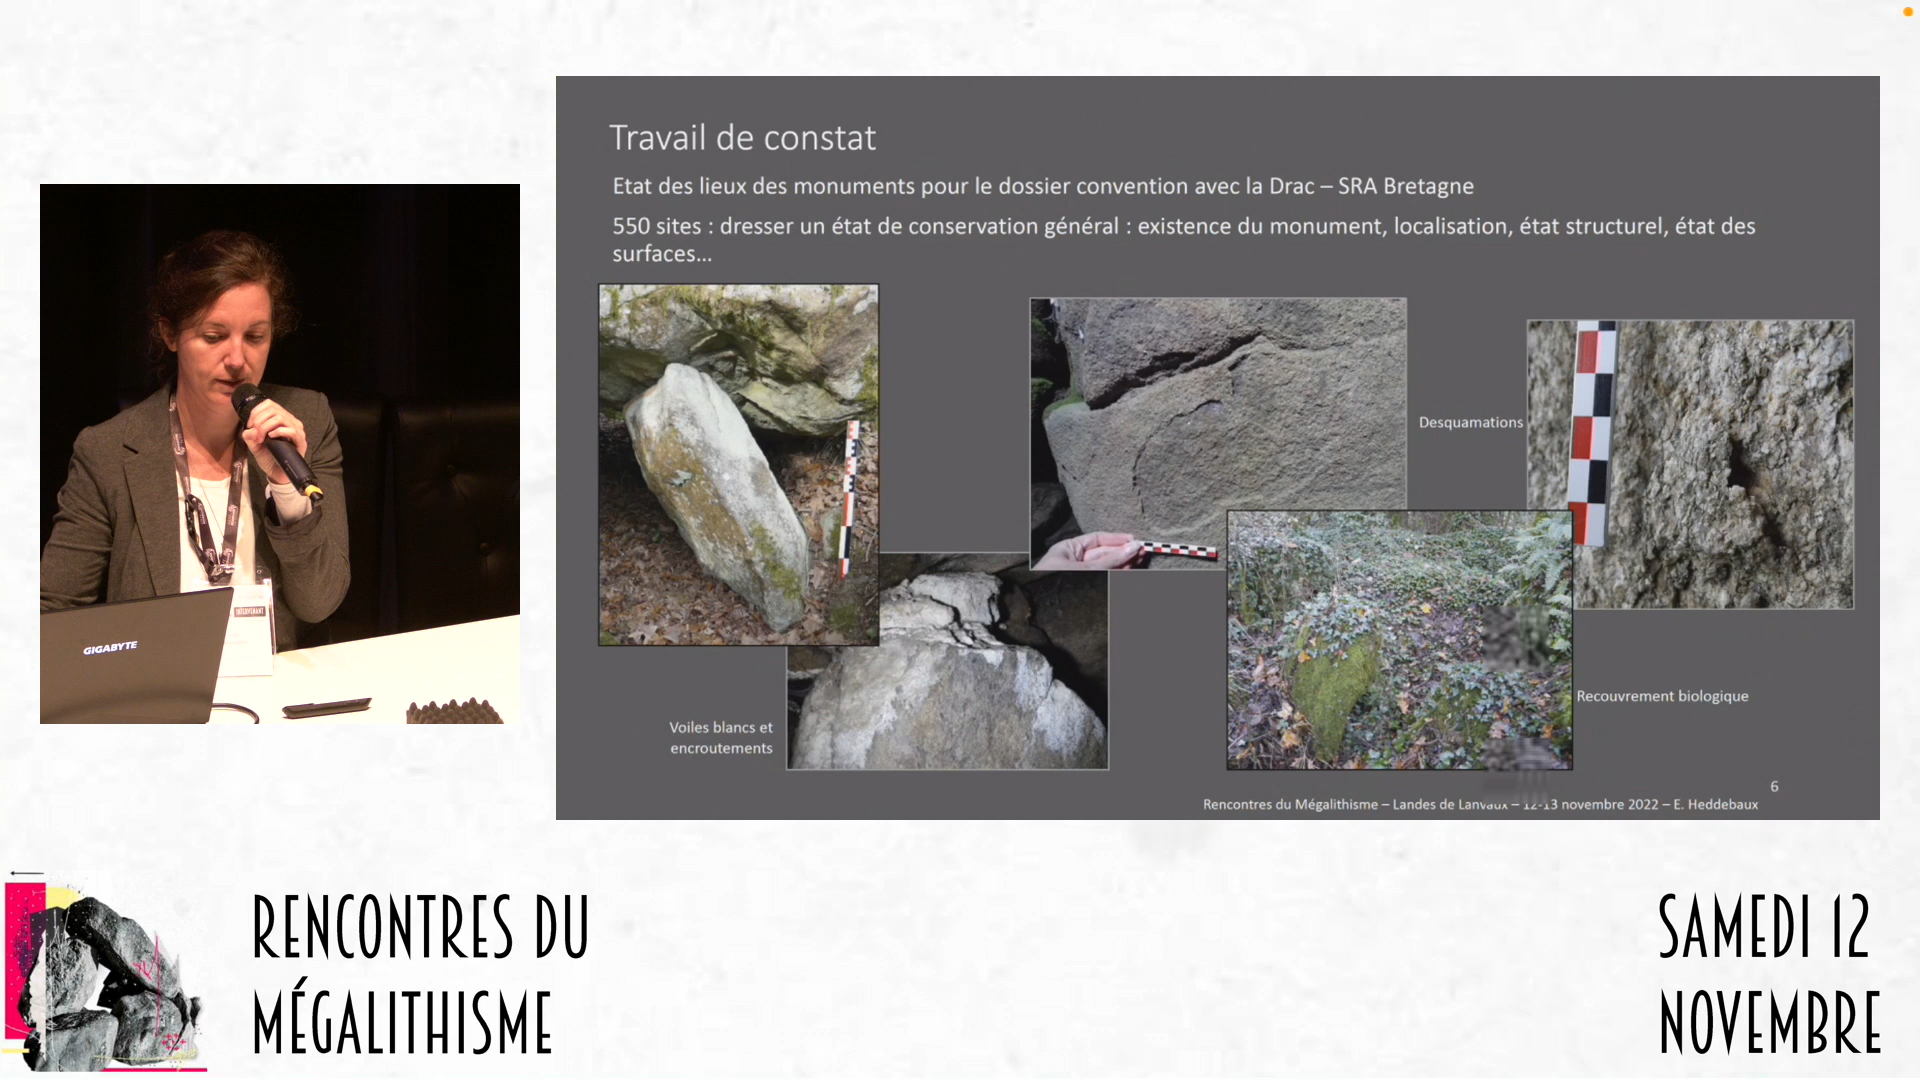 Travail de constat
Etat des lieux des monuments pour le dossier convention avec la Drac – SRA Bretagne
550 sites : dresser un état de conservation général : existence du monument, localisation, état structurel, état des
surfaces...
Desquamations
Voiles blancs et
encroutements
Recouvrement biologique
6
Rencontres du Mégalithisme – Landes de Lanvaux – 12-13 novembre 2022 – E. Heddebaux
INTERVENANT
GIGABYTE
RENCONTRES DU
MÉGALITHISME
SAMEDI 12
NOVEMBRE